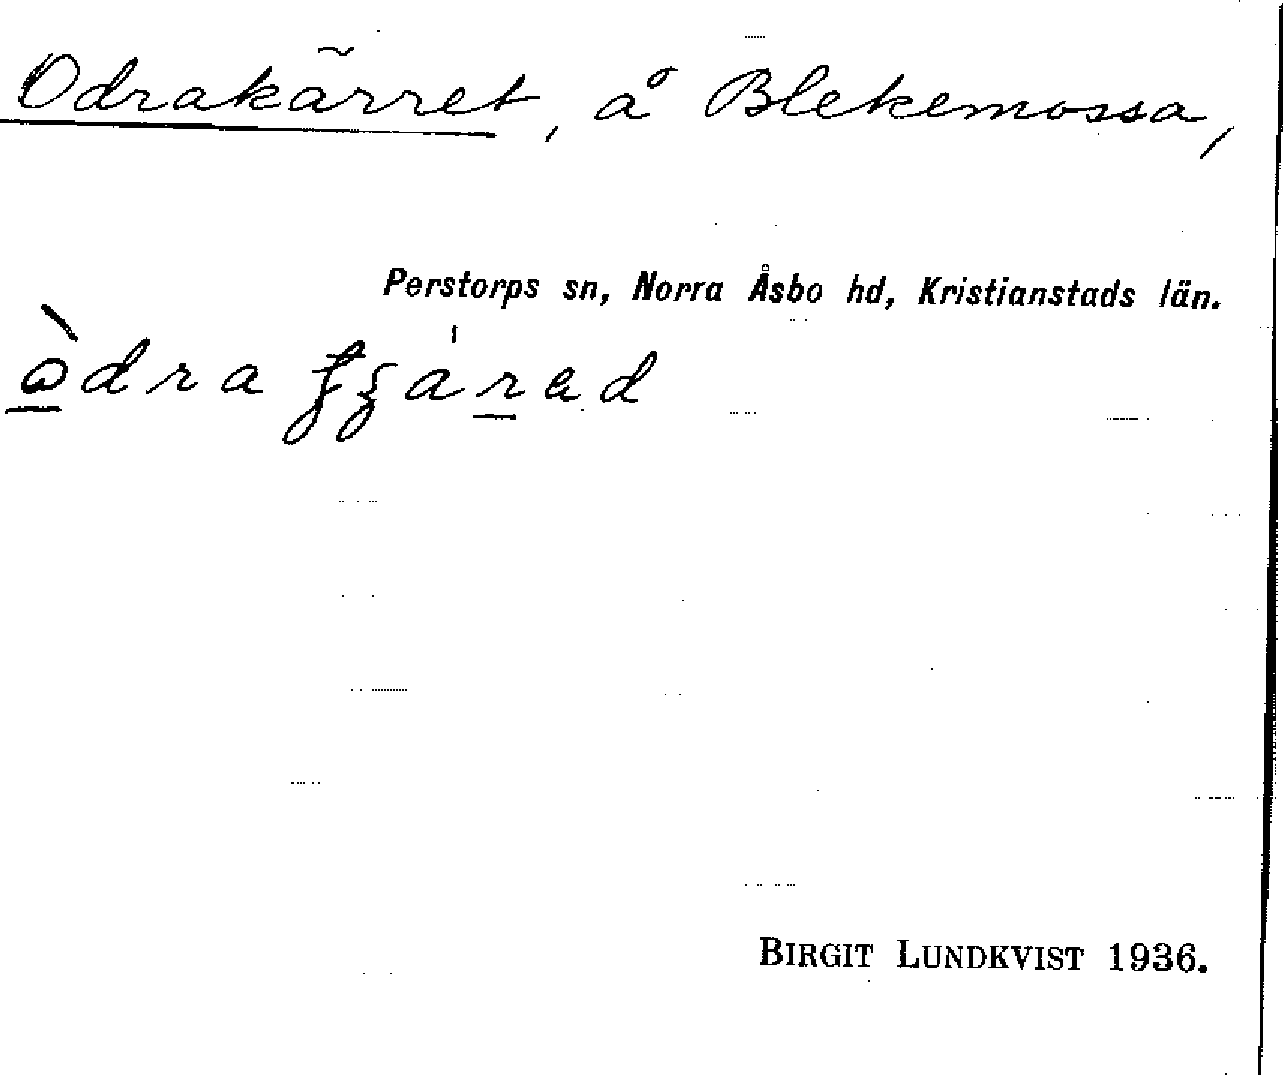 Odrakärret, å Blekemossa,
Perstorps sn, Norra Åsbo hd, Kristianstads län.
BIRGIT LUNDKVIST 1936.